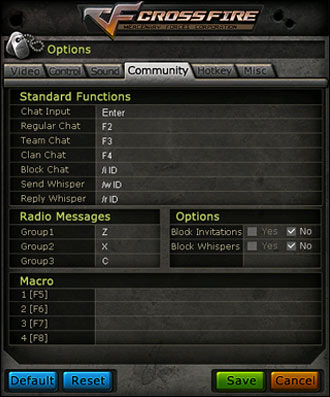 CROSSFIRE
MERCENARY FORCES CORPORATION
Options
Video Control Sound Community Hotkey Misc
Standard Functions
Chat Input Enter
Regular Chat F2
Team Chat F3
Clan Chat F4
Block Chat /i ID
Send Whisper /w ID
Reply Whisper /r ID
Radio Messages
Group1 Z
Group2 X
Group3 C
Options
Block Invitations Yes No
Block Whispers Yes No
Macro
1 [F5]
2 [F6]
3 [F7]
4 [F8]
Default Reset Save Cancel